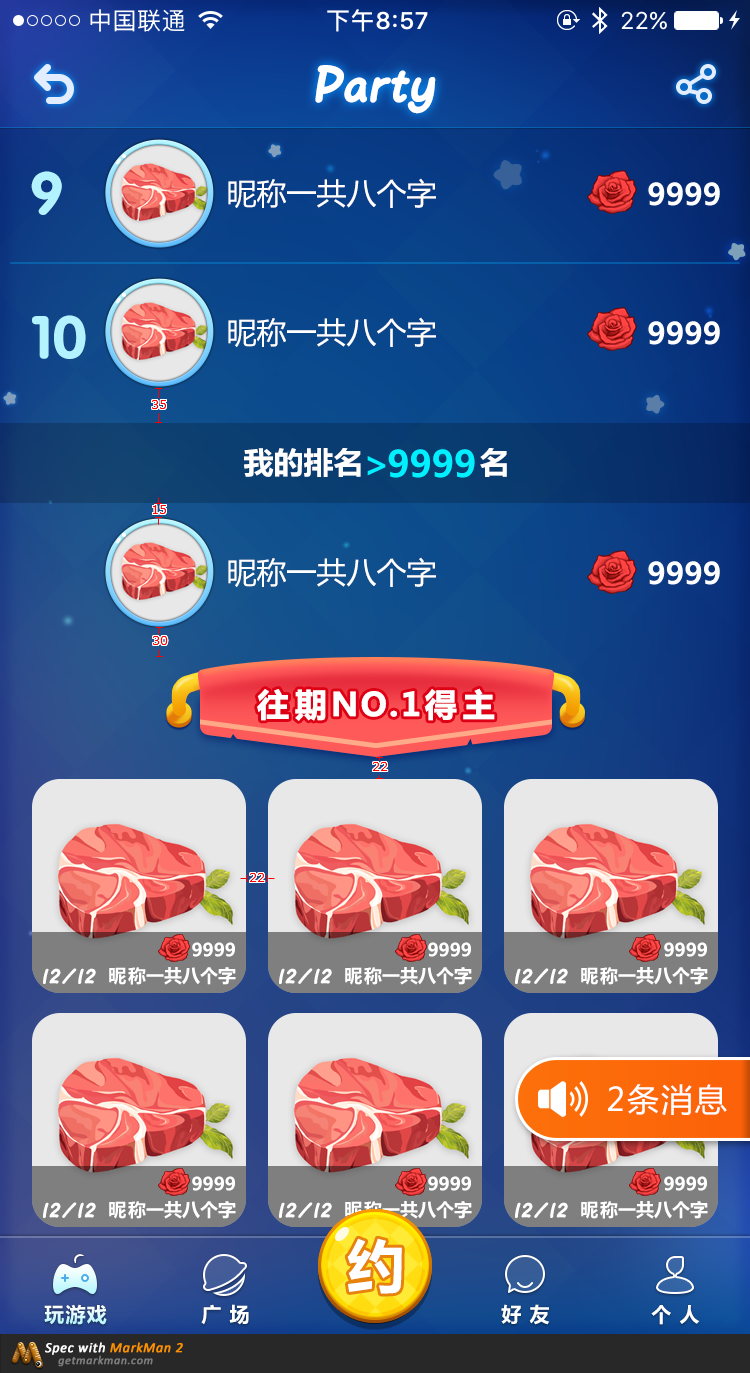 中国联通 下午8:57 22%
Party
9 昵称一共八个字 9999
10 昵称一共八个字 9999
35
我的排名>9999名
15
昵称一共八个字 9999
30
往期NO.1得主
22
22
9999 9999 9999
12/12 昵称一共八个字 12/12 昵称一共八个字 12/12 昵称一共八个字
2条消息
9999 9999 9999
12/12 昵称一共八个字 12/12 昵称一共八个字 12/12 昵称一共八个字
约
玩游戏 广场 好友 个人
Spec with MarkMan 2
getmarkman.com